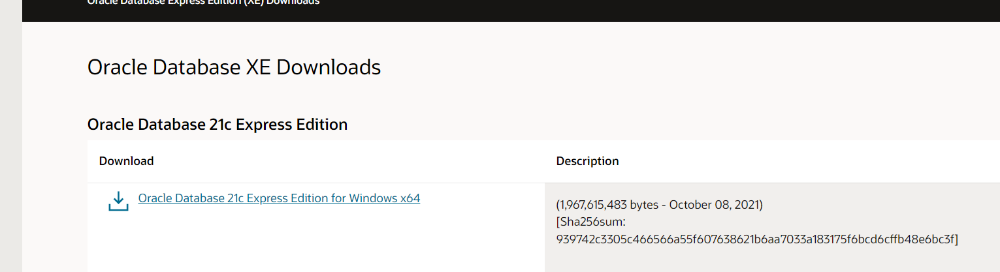 Oracle Database Express Edition (XE) Downloads
Oracle Database XE Downloads
Oracle Database 21c Express Edition
Download Description
Oracle Database 21c Express Edition for Windows x64
(1,967,615,483 bytes - October 08, 2021)
[Sha256sum:
939742c3305c466566a55f607638621b6aa7033a183175f6bcd6cffb48e6bc3f]